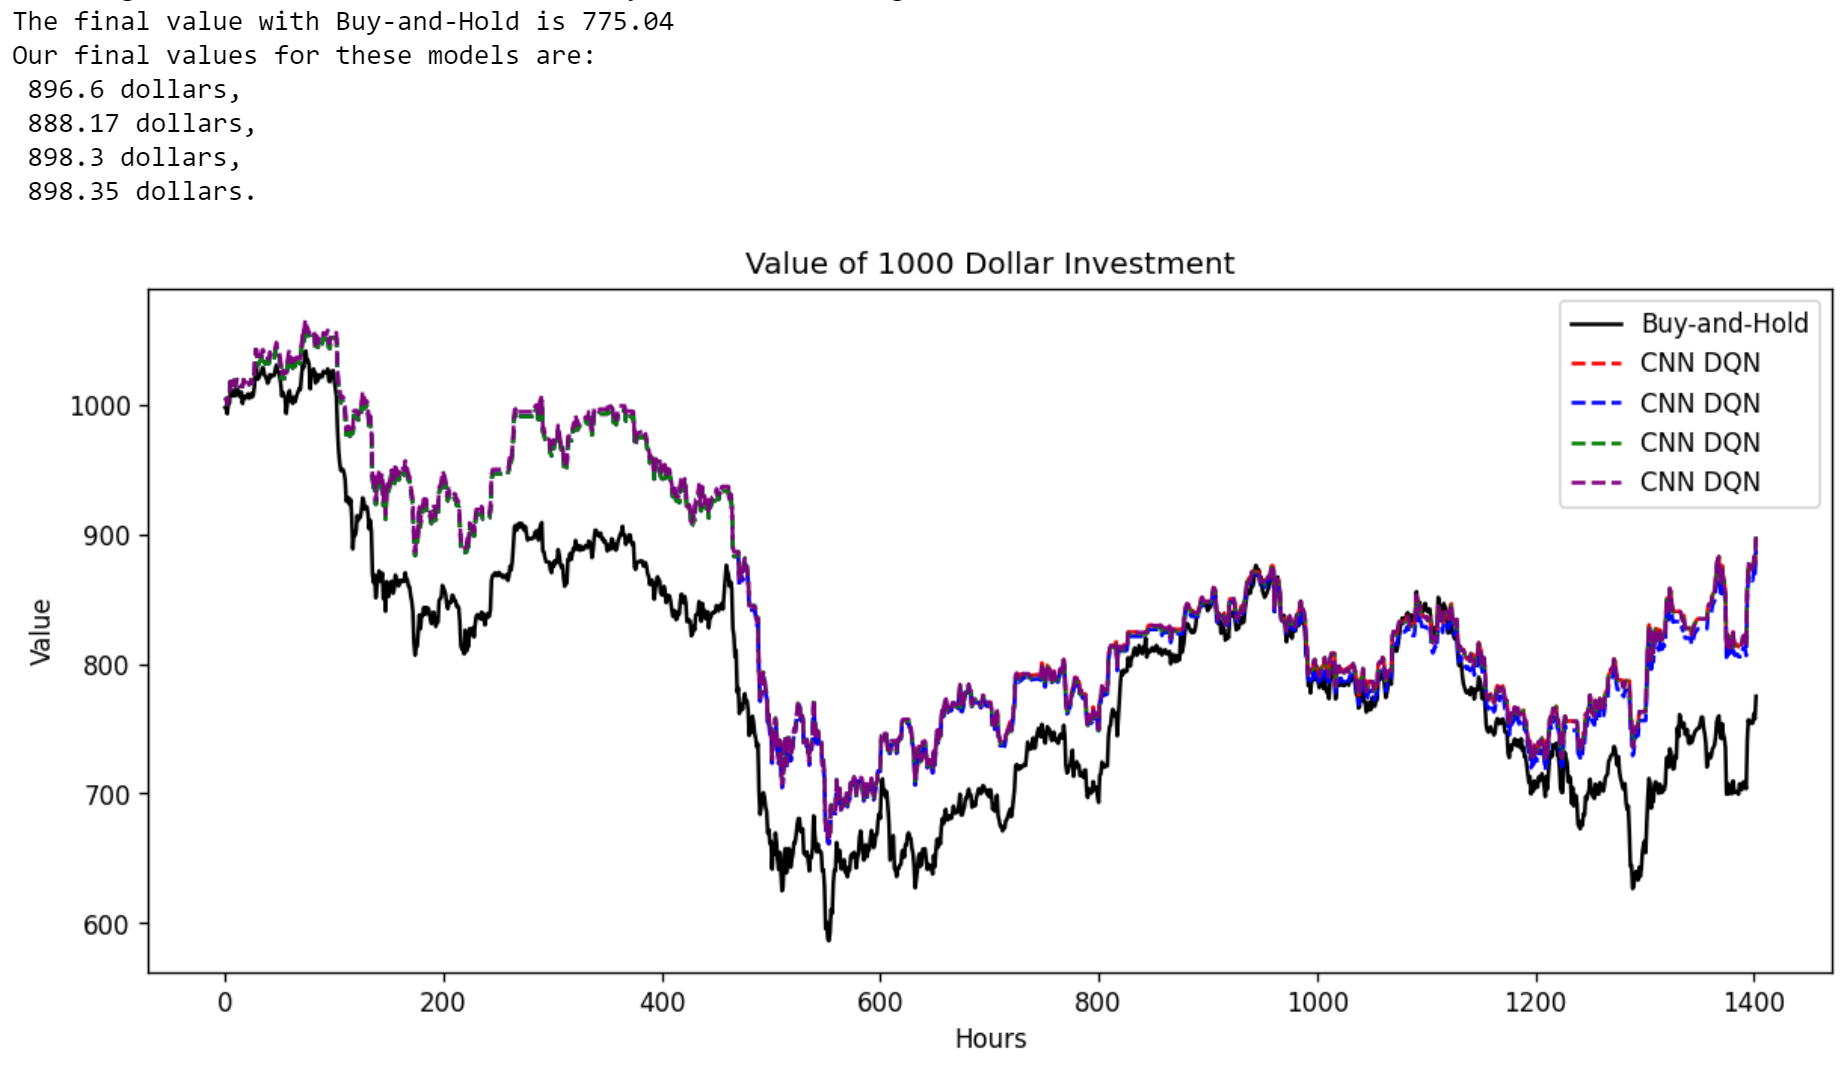 The final value with Buy-and-Hold is 775.04
Our final values for these models are:
896.6 dollars,
888.17 dollars,
898.3 dollars,
898.35 dollars.
Value of 1000 Dollar Investment
Buy-and-Hold
CNN DQN
CNN DQN
CNN DQN
CNN DQN
1000
900
800
700
600
Value
0 200 400 600 800 1000 1200 1400
Hours